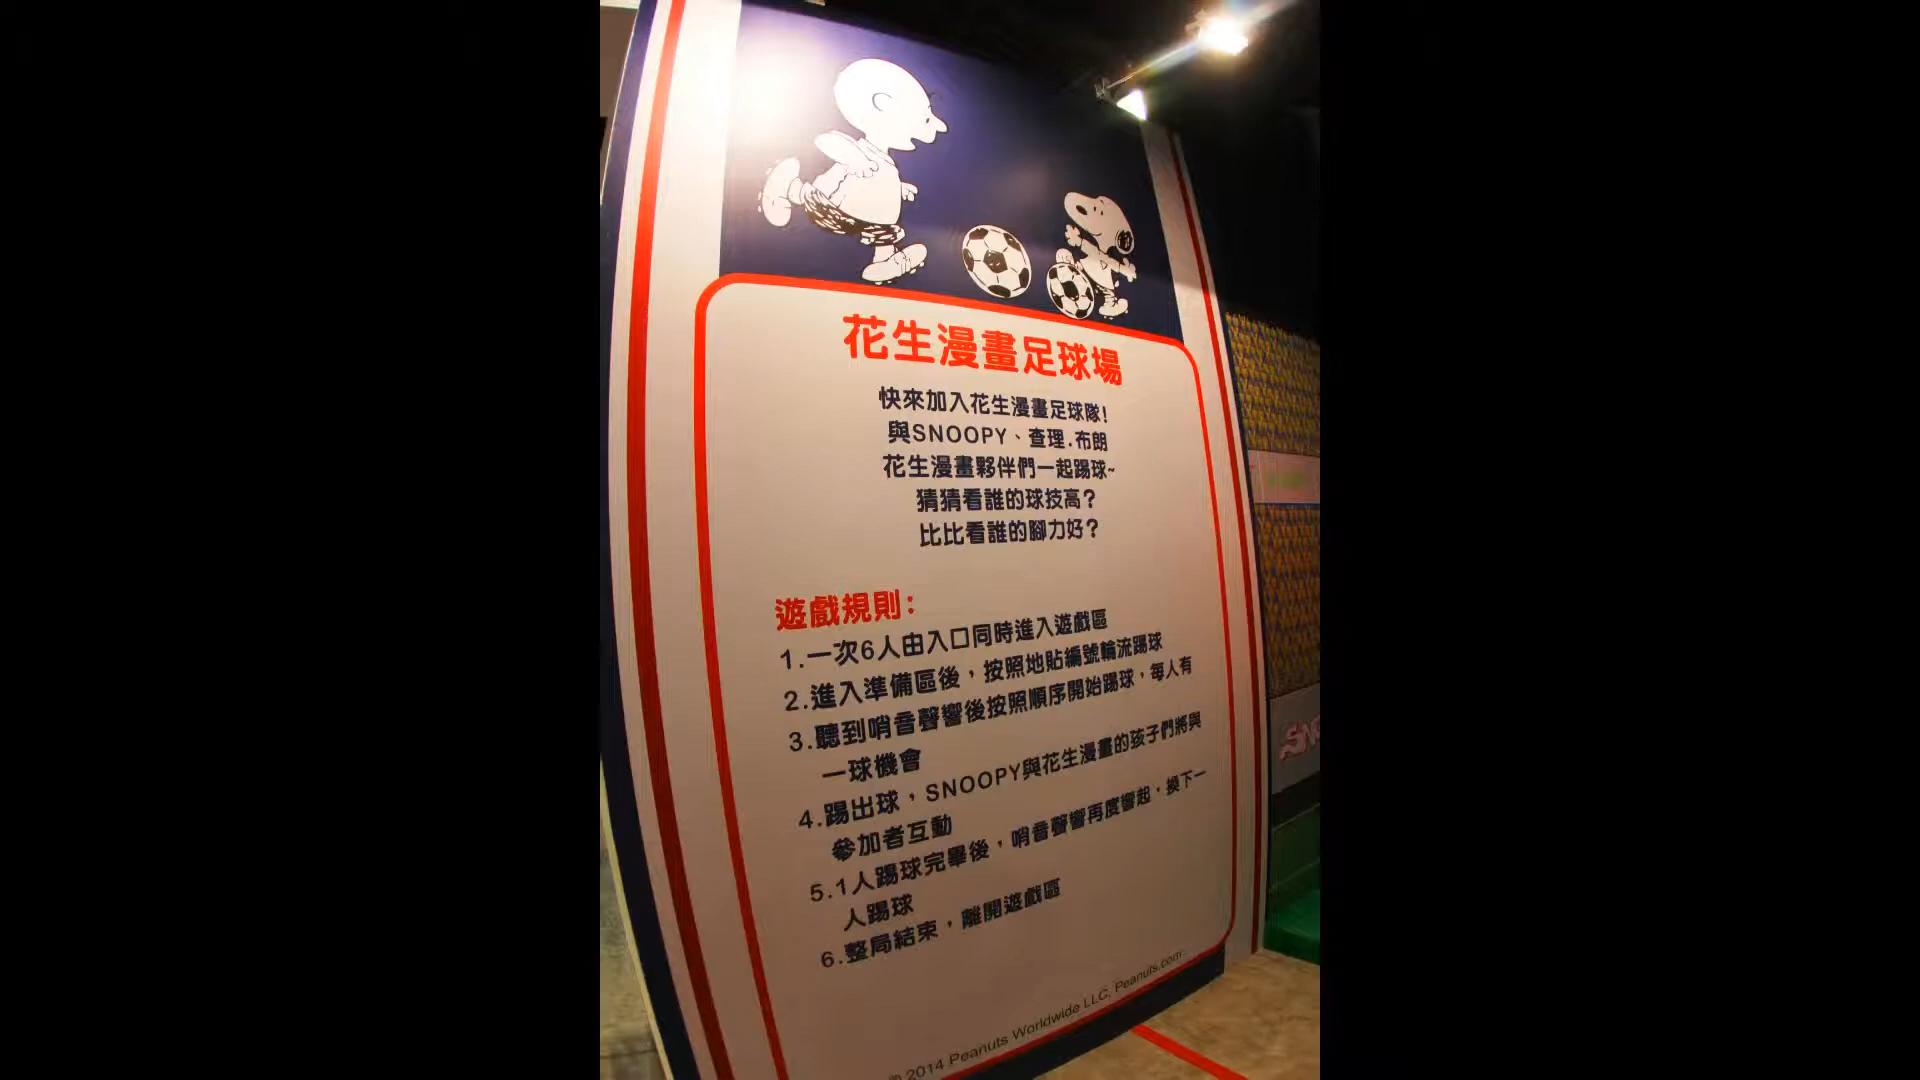 花生漫畫足球場
快來加入花生漫畫足球隊!
與SNOOPY、查理.布朗
花生漫畫夥伴們一起踢球~
猜猜看誰的球技高?
比比看誰的腳力好?
遊戲規則:
1.一次6人由入口同時進入遊戲區
2.進入準備區後，按照地貼編號輪流踢球
3.聽到哨音聲響後按照順序開始踢球，每人有
一球機會
4.踢出球，SNOOPY與花生漫畫的孩子們將與
參加者互動
5.1人踢球完畢後，哨音聲響再度響起，換下一
人踢球
6.整局結束，離開遊戲區
© 2014 Peanuts Worldwide LLC, Peanuts.com